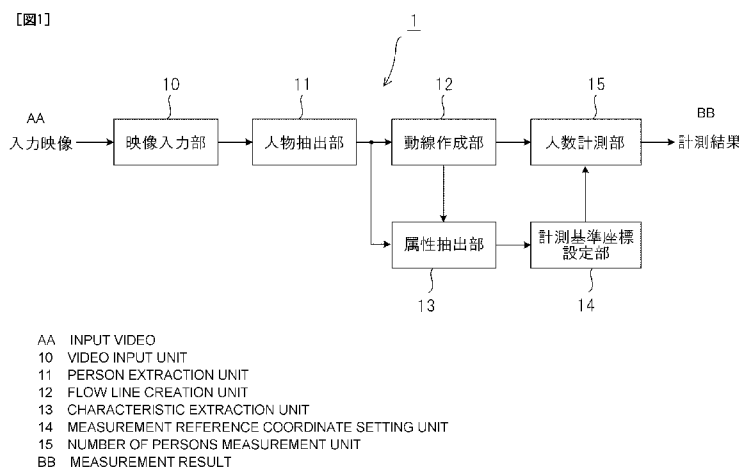 [図1]
1
10
11
12
15
AA
BB
入力映像
映像入力部
人物抽出部
動線作成部
人数計測部
計測結果
属性抽出部
計測基準座標
設定部
13
14
AA INPUT VIDEO
10 VIDEO INPUT UNIT
11 PERSON EXTRACTION UNIT
12 FLOW LINE CREATION UNIT
13 CHARACTERISTIC EXTRACTION UNIT
14 MEASUREMENT REFERENCE COORDINATE SETTING UNIT
15 NUMBER OF PERSONS MEASUREMENT UNIT
BB MEASUREMENT RESULT